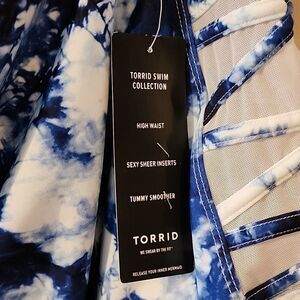 TORRID SWIM
COLLECTION
HIGH WAIST
SEXY SHEER INSERTS
TUMMY SMOOTHER
TORRID
WE SWEAR BY THE FIT™
RELEASE YOUR INNER MERMAID